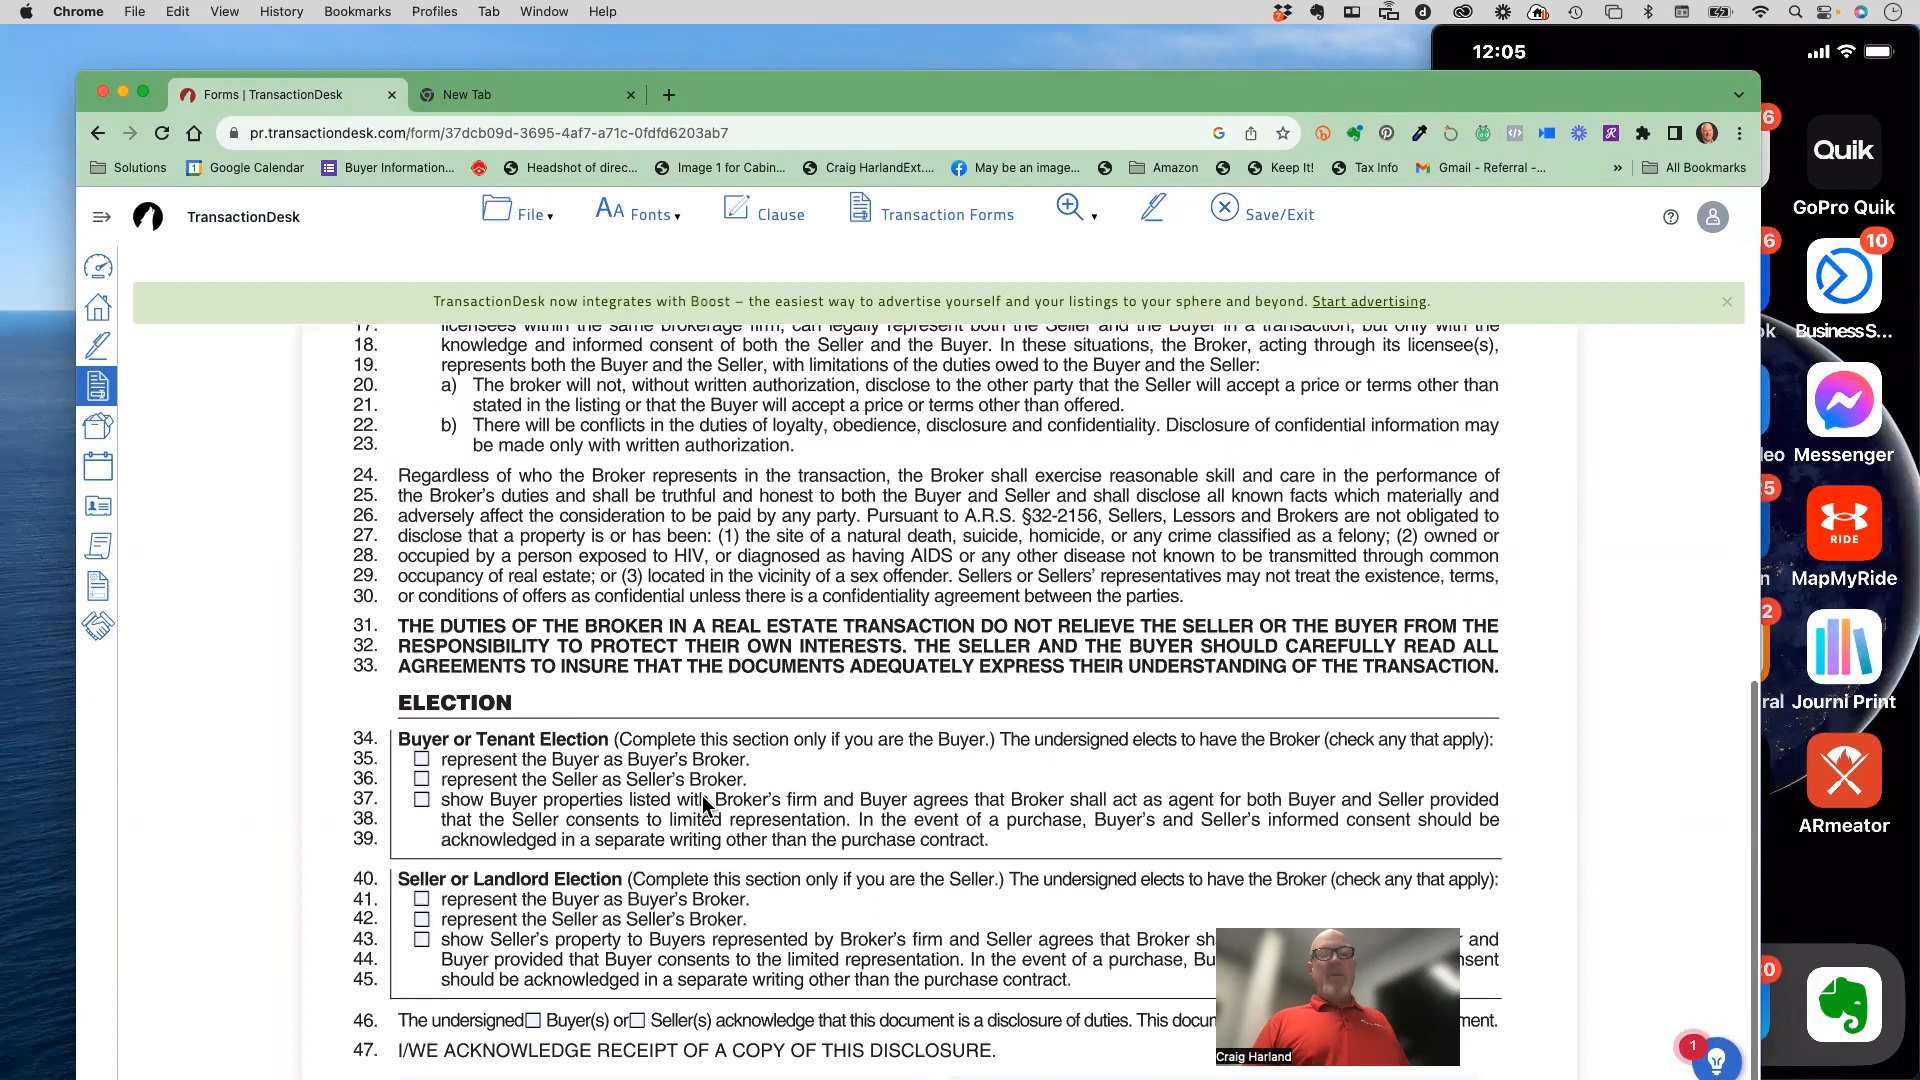 Chrome File Edit View History Bookmarks Profiles Tab Window Help
12:05
Forms | TransactionDesk
New Tab
pr.transactiondesk.com/form/37dcb09d-3695-4af7-a71c-0fdfd6203ab7
Solutions Google Calendar Buyer Information... Headshot of direc... Image 1 for Cabin... Craig HarlandExt.... May be an image... Amazon Keep It! Tax Info Gmail - Referral -... » All Bookmarks
TransactionDesk File Fonts Clause Transaction Forms Save/Exit
TransactionDesk now integrates with Boost – the easiest way to advertise yourself and your listings to your sphere and beyond. Start advertising.
17. licensees within the same brokerage firm, can legally represent both the Seller and the Buyer in a transaction, but only with the
18. knowledge and informed consent of both the Seller and the Buyer. In these situations, the Broker, acting through its licensee(s),
19. represents both the Buyer and the Seller, with limitations of the duties owed to the Buyer and the Seller:
20. a) The broker will not, without written authorization, disclose to the other party that the Seller will accept a price or terms other than
21. stated in the listing or that the Buyer will accept a price or terms other than offered.
22. b) There will be conflicts in the duties of loyalty, obedience, disclosure and confidentiality. Disclosure of confidential information may
23. be made only with written authorization.
24. Regardless of who the Broker represents in the transaction, the Broker shall exercise reasonable skill and care in the performance of
25. the Broker's duties and shall be truthful and honest to both the Buyer and Seller and shall disclose all known facts which materially and
26. adversely affect the consideration to be paid by any party. Pursuant to A.R.S. §32-2156, Sellers, Lessors and Brokers are not obligated to
27. disclose that a property is or has been: (1) the site of a natural death, suicide, homicide, or any crime classified as a felony; (2) owned or
28. occupied by a person exposed to HIV, or diagnosed as having AIDS or any other disease not known to be transmitted through common
29. occupancy of real estate; or (3) located in the vicinity of a sex offender. Sellers or Sellers' representatives may not treat the existence, terms,
30. or conditions of offers as confidential unless there is a confidentiality agreement between the parties.
31. THE DUTIES OF THE BROKER IN A REAL ESTATE TRANSACTION DO NOT RELIEVE THE SELLER OR THE BUYER FROM THE
32. RESPONSIBILITY TO PROTECT THEIR OWN INTERESTS. THE SELLER AND THE BUYER SHOULD CAREFULLY READ ALL
33. AGREEMENTS TO INSURE THAT THE DOCUMENTS ADEQUATELY EXPRESS THEIR UNDERSTANDING OF THE TRANSACTION.
ELECTION
34. Buyer or Tenant Election (Complete this section only if you are the Buyer.) The undersigned elects to have the Broker (check any that apply):
35. represent the Buyer as Buyer's Broker.
36. represent the Seller as Seller's Broker.
37. show Buyer properties listed with Broker's firm and Buyer agrees that Broker shall act as agent for both Buyer and Seller provided
38. that the Seller consents to limited representation. In the event of a purchase, Buyer's and Seller's informed consent should be
39. acknowledged in a separate writing other than the purchase contract.
40. Seller or Landlord Election (Complete this section only if you are the Seller.) The undersigned elects to have the Broker (check any that apply):
41. represent the Buyer as Buyer's Broker.
42. represent the Seller as Seller's Broker.
43. show Seller's property to Buyers represented by Broker's firm and Seller agrees that Broker sh and
44. Buyer provided that Buyer consents to the limited representation. In the event of a purchase, Bu nsent
45. should be acknowledged in a separate writing other than the purchase contract.
46. The undersigned Buyer(s) or Seller(s) acknowledge that this document is a disclosure of duties. This docum ment.
47. I/WE ACKNOWLEDGE RECEIPT OF A COPY OF THIS DISCLOSURE.
Craig Harland
1
Quik
GoPro Quik
10
Business S...
Messenger
RIDE
MapMyRide
Journi Print
ARmeator